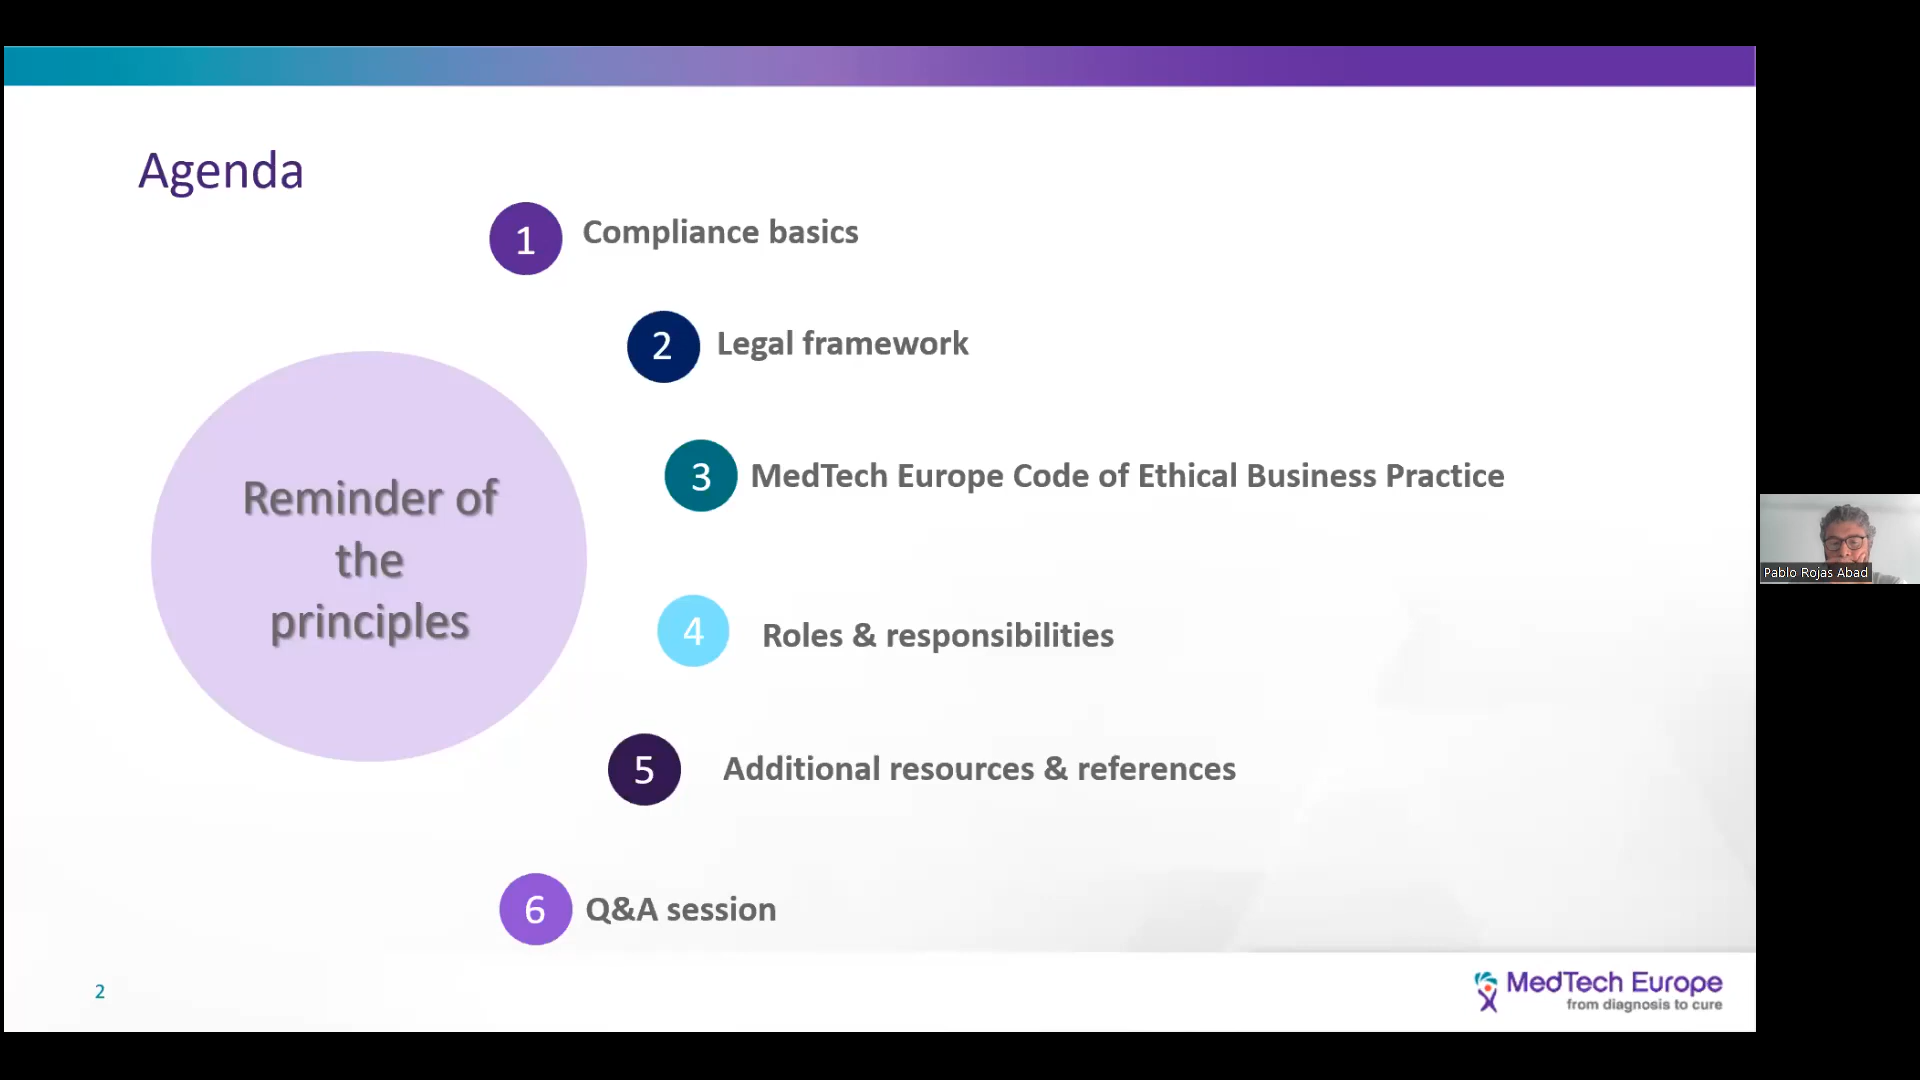 Agenda
1 Compliance basics
2 Legal framework
3 MedTech Europe Code of Ethical Business Practice
Reminder of
the
principles
4 Roles & responsibilities
5 Additional resources & references
6 Q&A session
Pablo Rojas Abad
2
MedTech Europe
from diagnosis to cure